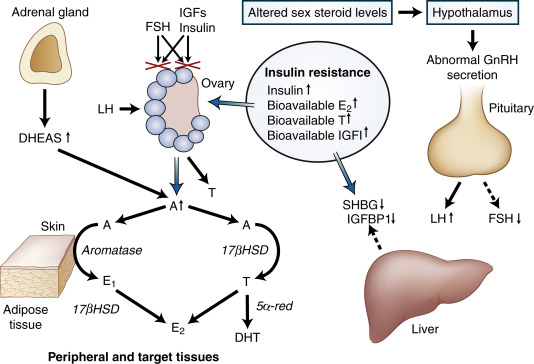 Adrenal gland
IGFs
FSH Insulin
Altered sex steroid levels
Hypothalamus
Abnormal GnRH
secretion
Ovary
Insulin resistance
Insulin↑
Bioavailable E₂↑
Bioavailable T↑
Bioavailable IGFI↑
Pituitary
LH
DHEAS↑
T
A↑
SHBG↓
IGFBP1↓
LH↑
FSH↓
Skin
A
A
Aromatase
17βHSD
E₁
T
Adipose
tissue
17βHSD
5α-red
E₂
DHT
Liver
Peripheral and target tissues